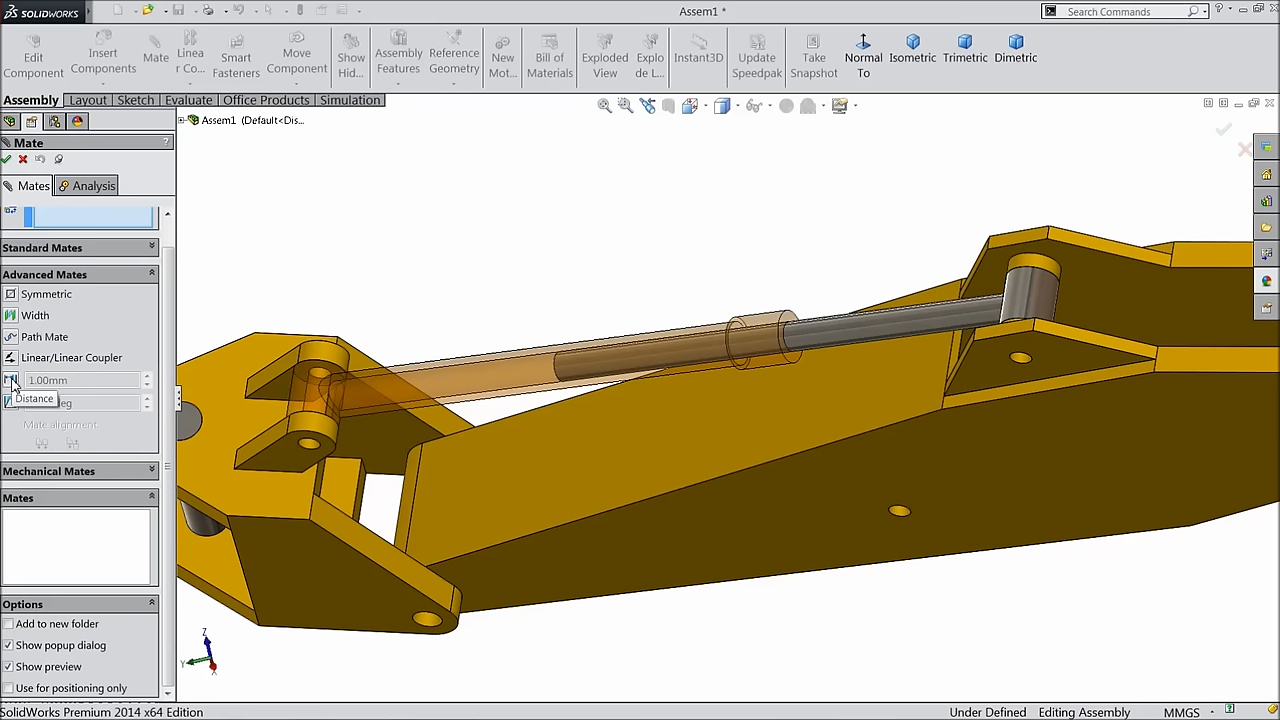 SOLIDWORKS
Assem1 *
Search Commands
Edit Component
Insert Components
Mate
Linea r Co...
Smart Fasteners
Move Component
Show Hid...
Assembly Features
Reference Geometry
New Mot...
Bill of Materials
Exploded View
Explo de L...
Instant3D
Update Speedpak
Take Snapshot
Normal To
Isometric
Trimetric
Dimetric
Assembly
Layout
Sketch
Evaluate
Office Products
Simulation
Assem1 (Default<Dis...
Mate
?
Mates
Analysis
Standard Mates
Advanced Mates
Symmetric
Width
Path Mate
Linear/Linear Coupler
1.00mm
Distance
eg
Mate alignment
Mechanical Mates
Mates
Options
Add to new folder
Show popup dialog
Show preview
Use for positioning only
Z
Y
X
SolidWorks Premium 2014 x64 Edition
Under Defined
Editing Assembly
MMGS